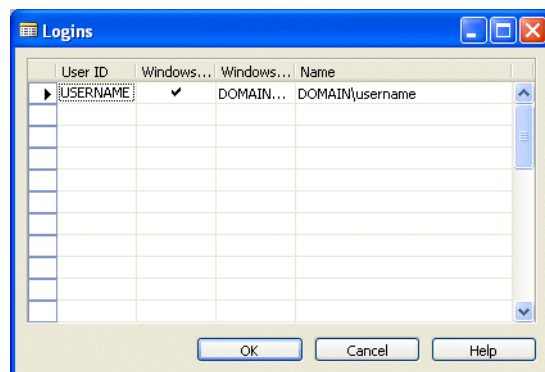 Logins
User ID Windows... Windows... Name
USERNAME DOMAIN... DOMAIN\username
OK Cancel Help